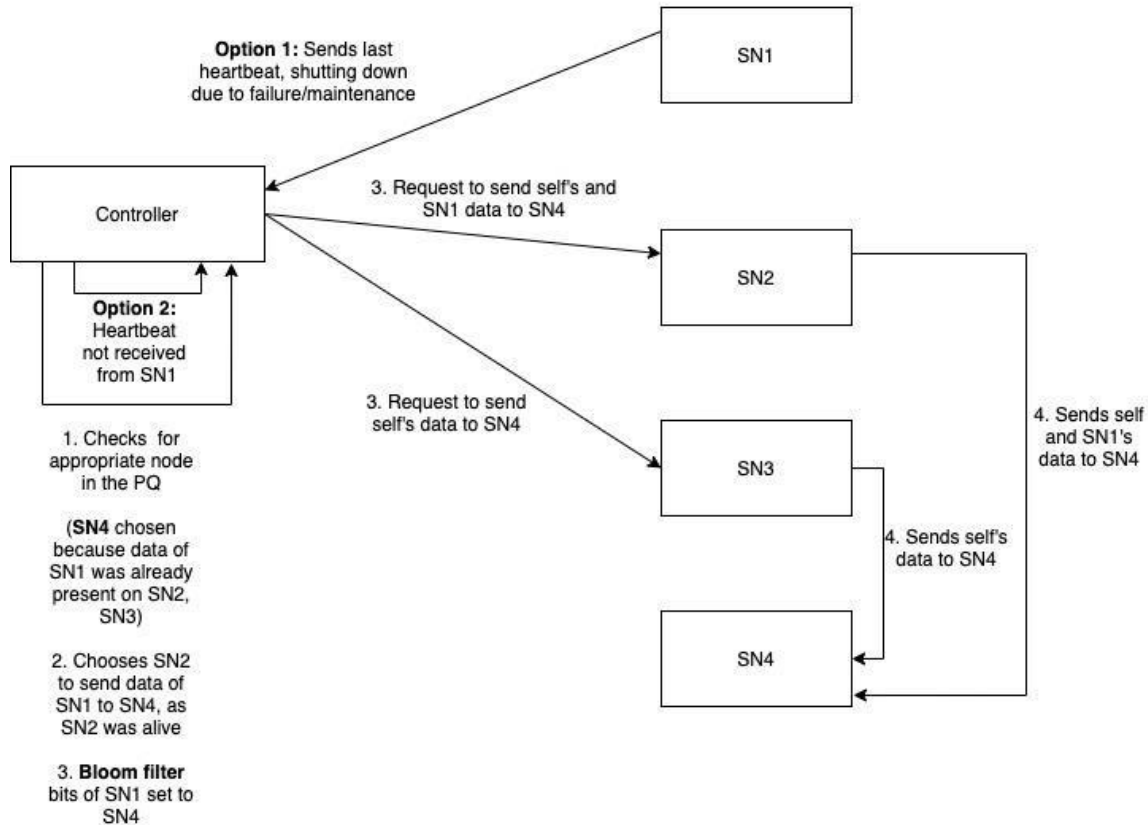 Option 1: Sends last
heartbeat, shutting down
due to failure/maintenance
SN1
Controller
3. Request to send self's and
SN1 data to SN4
SN2
Option 2:
Heartbeat
not received
from SN1
3. Request to send
self's data to SN4
SN3
4. Sends self
and SN1's
data to SN4
4. Sends self's
data to SN4
SN4
1. Checks for
appropriate node
in the PQ
(SN4 chosen
because data of
SN1 was already
present on SN2,
SN3)
2. Chooses SN2
to send data of
SN1 to SN4, as
SN2 was alive
3. Bloom filter
bits of SN1 set to
SN4